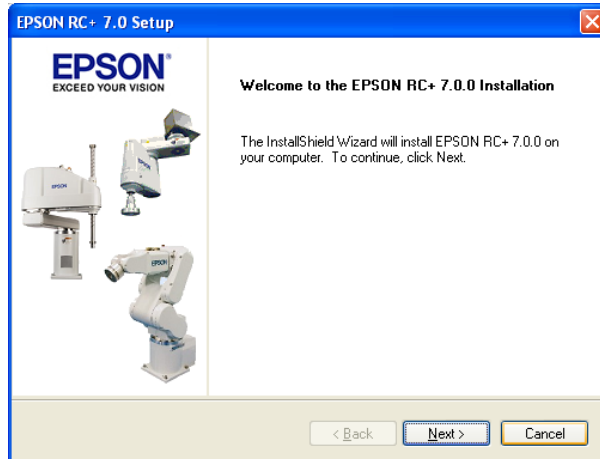 EPSON RC+ 7.0 Setup
EPSON®
EXCEED YOUR VISION
Welcome to the EPSON RC+ 7.0.0 Installation
The InstallShield Wizard will install EPSON RC+ 7.0.0 on
your computer. To continue, click Next.
EPSON
EPSON
EPSON
< Back
Next >
Cancel